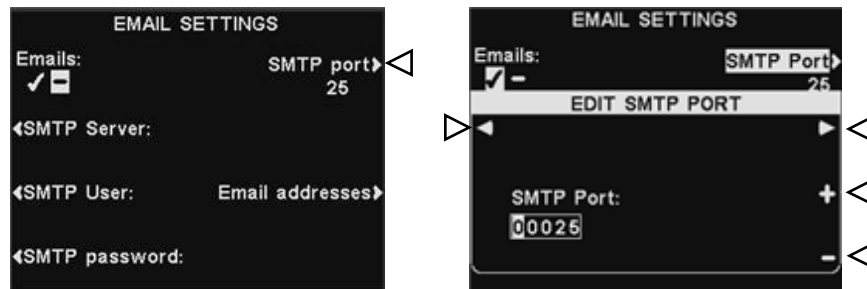 EMAIL SETTINGS
Emails:
SMTP port
25
SMTP Server:
SMTP User:
Email addresses
SMTP password:
EMAIL SETTINGS
Emails:
SMTP Port
25
EDIT SMTP PORT
SMTP Port:
00025
+
-